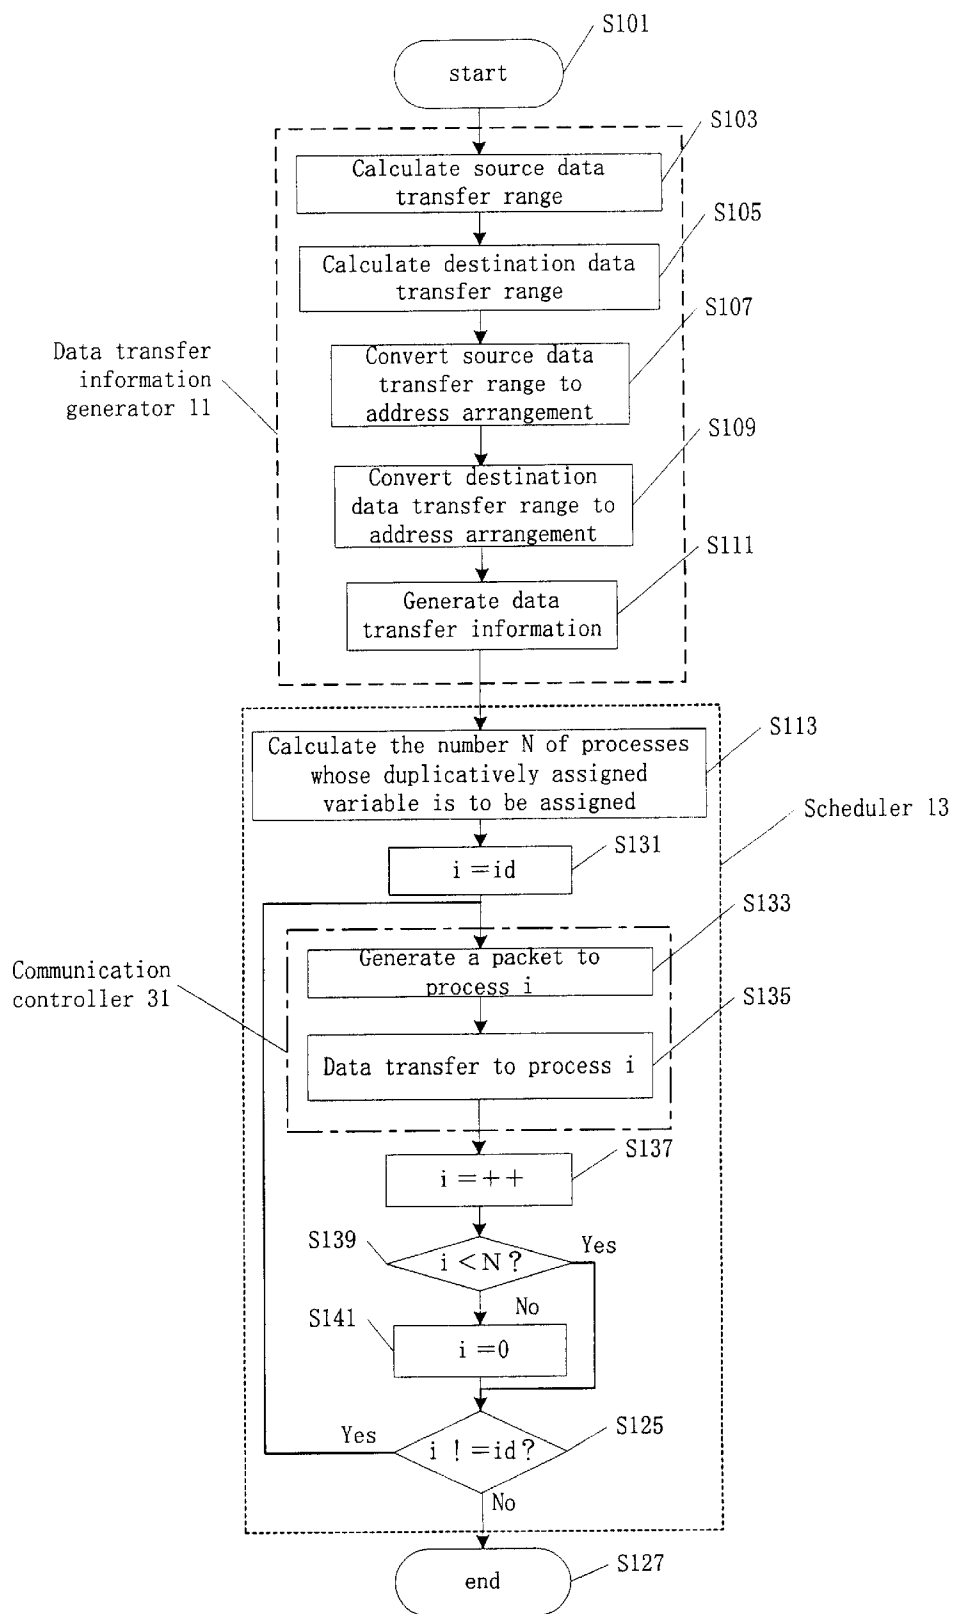 S101
start
S103
Calculate source data
transfer range
S105
Calculate destination data
transfer range
S107
Data transfer
information
generator 11
Convert source data
transfer range to
address arrangement
S109
Convert destination
data transfer range to
address arrangement
S111
Generate data
transfer information
S113
Calculate the number N of processes
whose duplicatively assigned
variable is to be assigned
Scheduler 13
S131
i = id
S133
Generate a packet to
process i
Communication
controller 31
S135
Data transfer to process i
S137
i = + +
S139
i < N ?
Yes
No
S141
i = 0
Yes
i ! = id ?
S125
No
end
S127